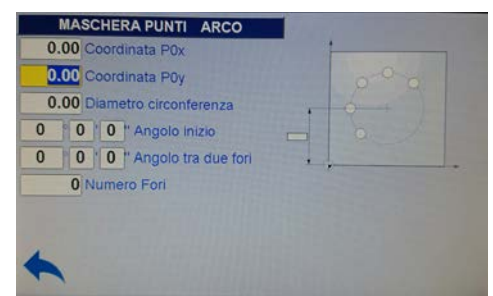 MASCHERA PUNTI ARCO
0.00 Coordinata P0x
0.00 Coordinata P0y
0.00 Diametro circonferenza
0 ° 0 ' 0 " Angolo inizio
0 ° 0 ' 0 " Angolo tra due fori
0 Numero Fori